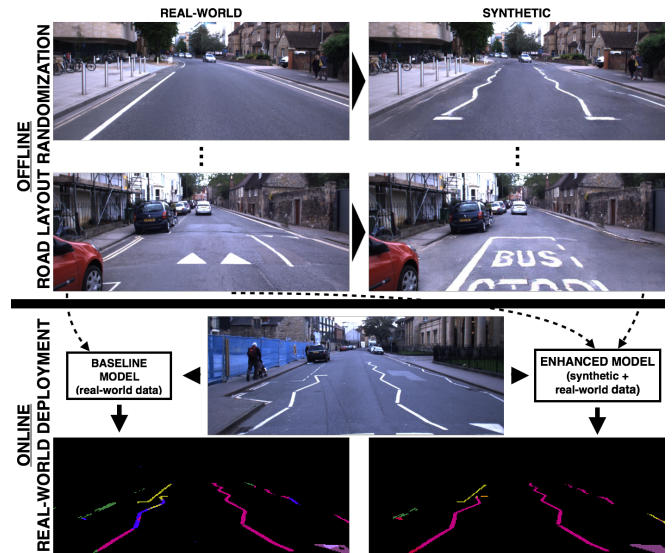 REAL-WORLD
SYNTHETIC
OFFLINE
ROAD LAYOUT RANDOMIZATION
BUS
STOP
ONLINE
REAL-WORLD DEPLOYMENT
BASELINE
MODEL
(real-world data)
ENHANCED MODEL
(synthetic +
real-world data)